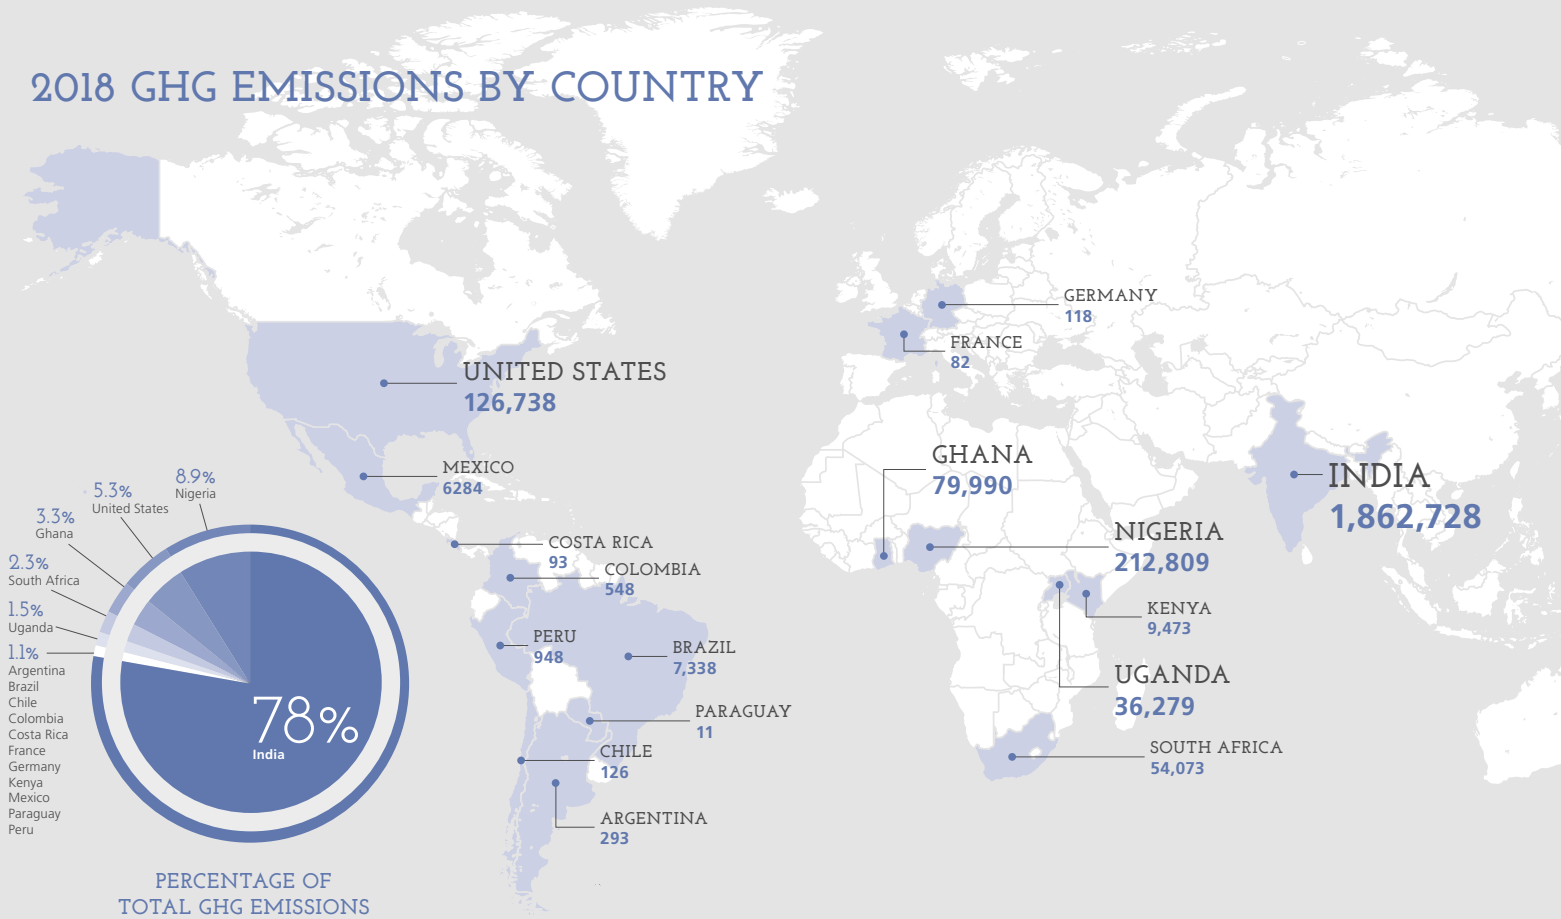 2018 GHG EMISSIONS BY COUNTRY
GERMANY
118
FRANCE
82
UNITED STATES
126,738
MEXICO
6284
GHANA
79,990
INDIA
1,862,728
NIGERIA
212,809
COSTA RICA
93
COLOMBIA
548
KENYA
9,473
PERU
948
BRAZIL
7,338
UGANDA
36,279
PARAGUAY
11
CHILE
126
SOUTH AFRICA
54,073
ARGENTINA
293
8.9%
Nigeria
5.3%
United States
3.3%
Ghana
2.3%
South Africa
1.5%
Uganda
1.1%
Argentina
Brazil
Chile
Colombia
Costa Rica
France
Germany
Kenya
Mexico
Paraguay
Peru
78%
India
PERCENTAGE OF
TOTAL GHG EMISSIONS